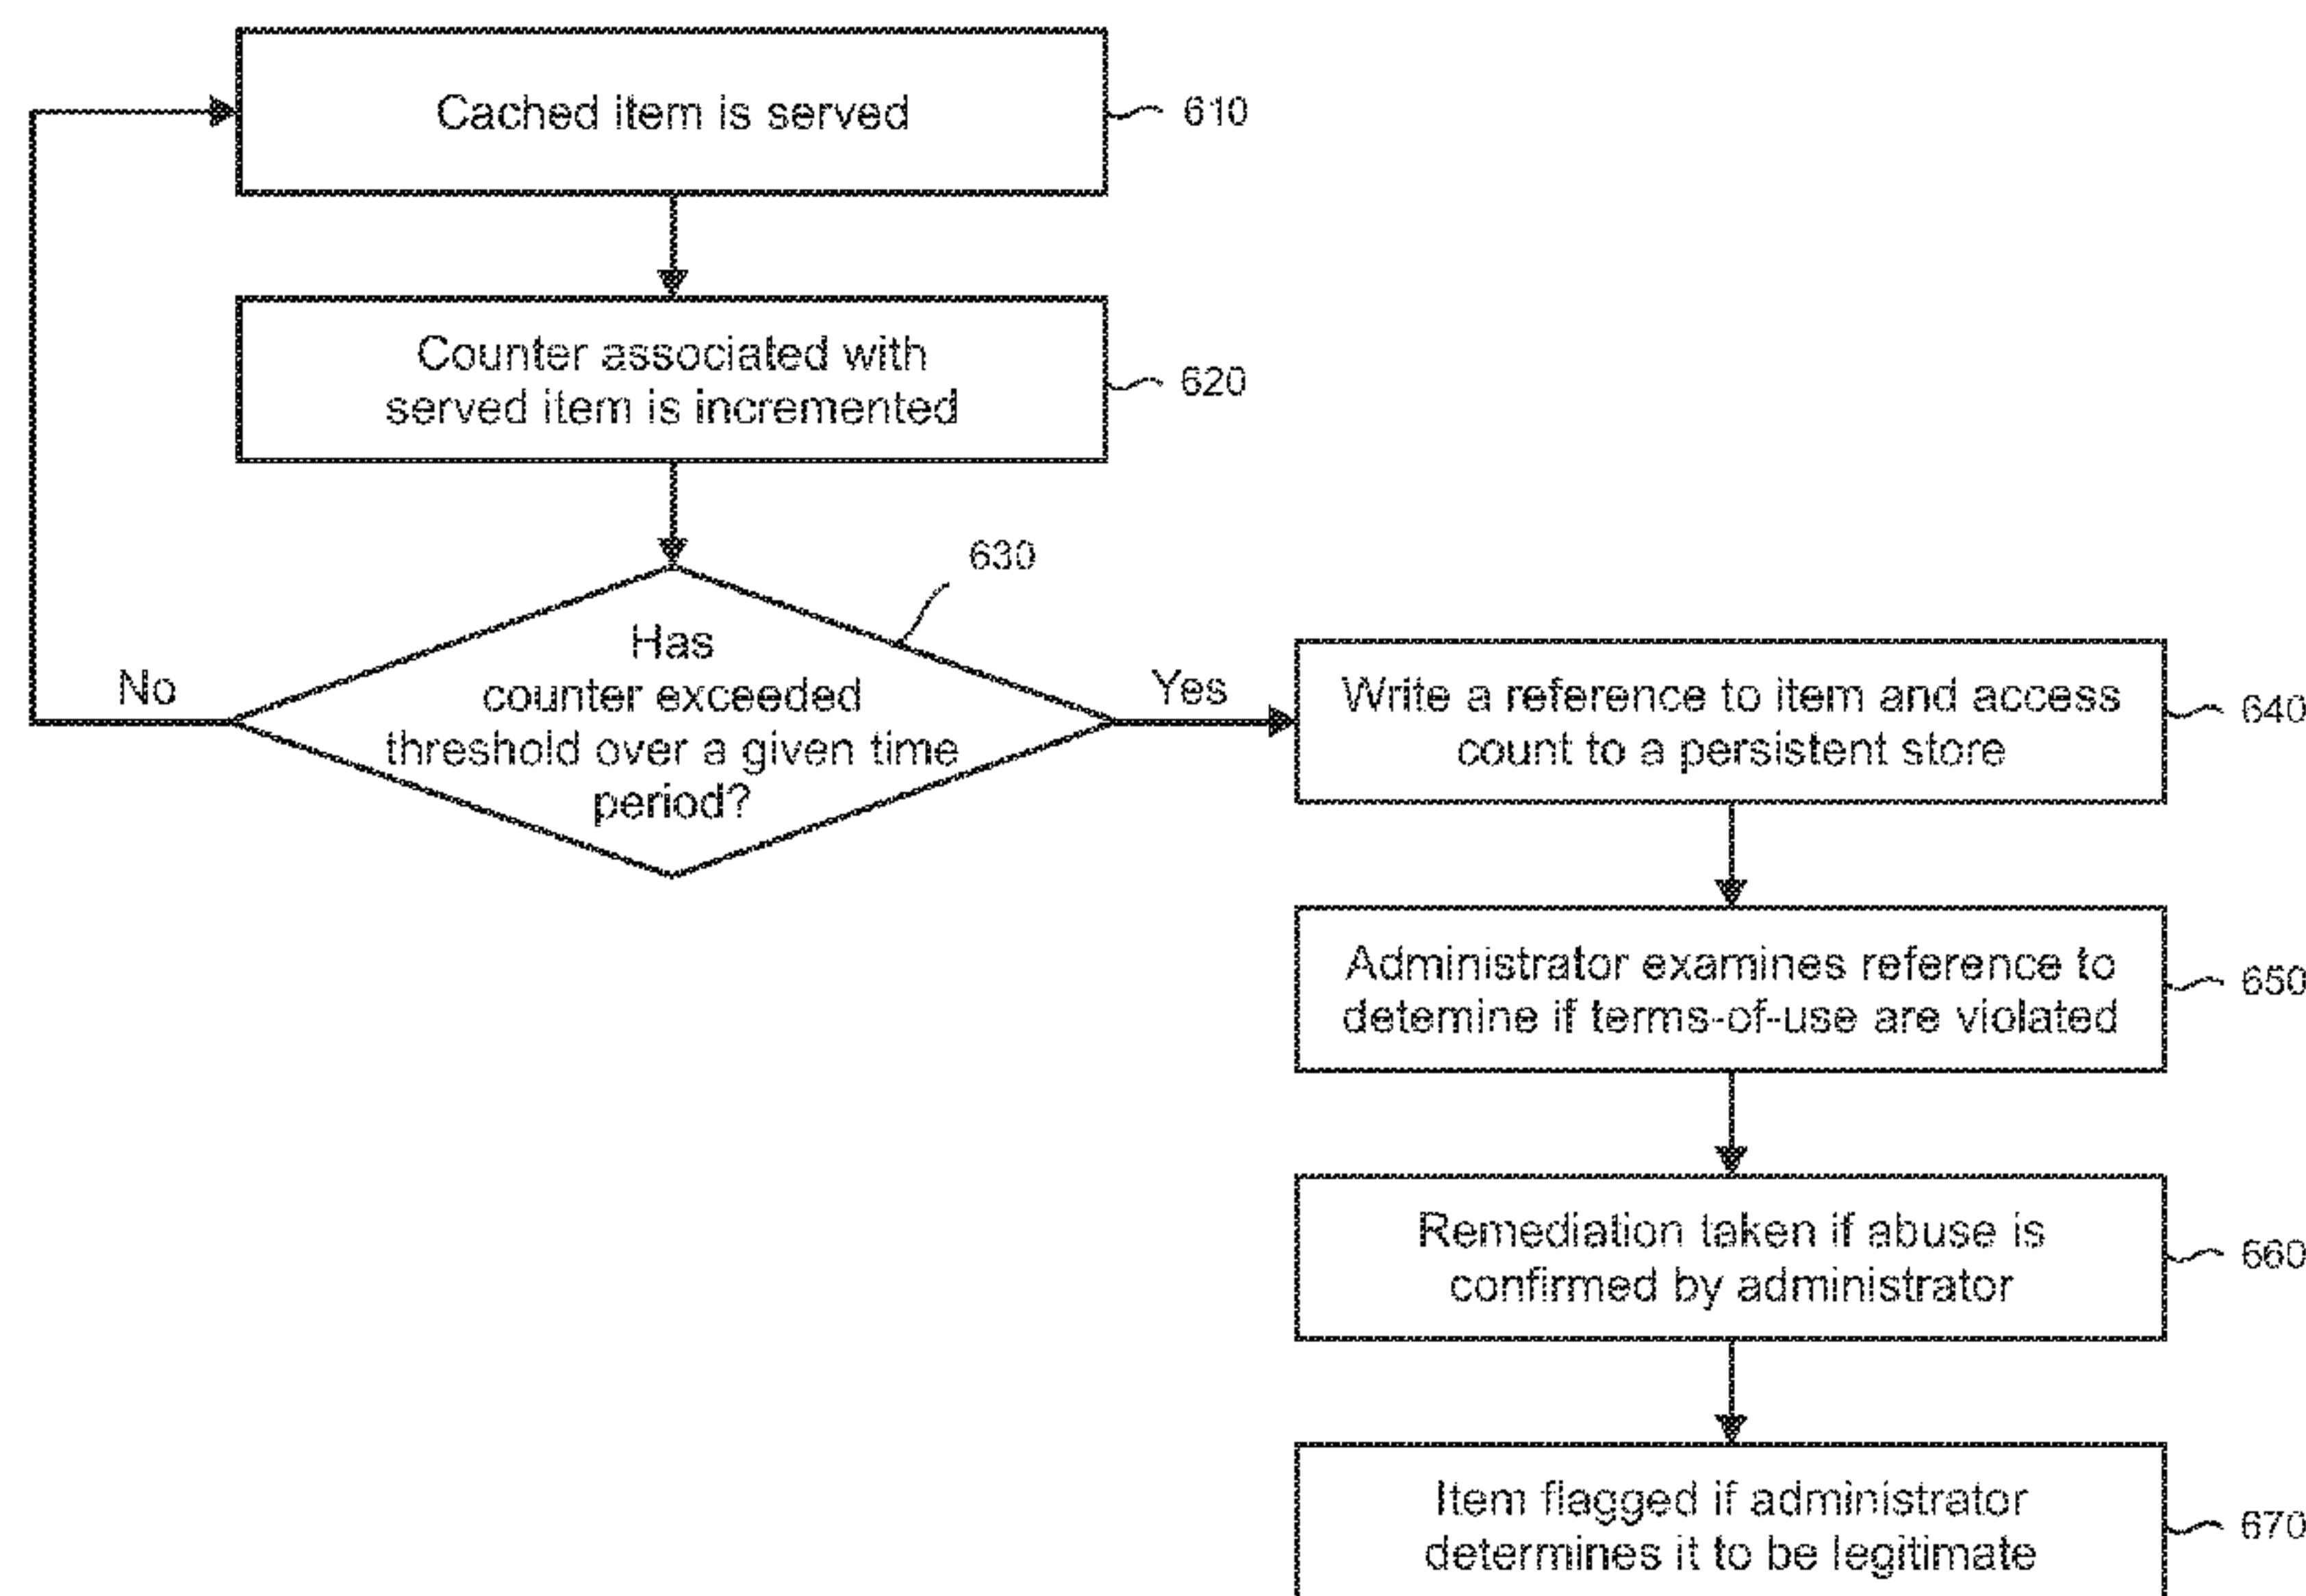 Cached item is served
610
Counter associated with
served item is incremented
620
630
Has
counter exceeded
threshold over a given time
period?
No
Yes
Write a reference to item and access
count to a persistent store
640
Administrator examines reference to
detemine if terms-of-use are violated
650
Remediation taken if abuse is
confirmed by administrator
660
Item flagged if administrator
determines it to be legitimate
670